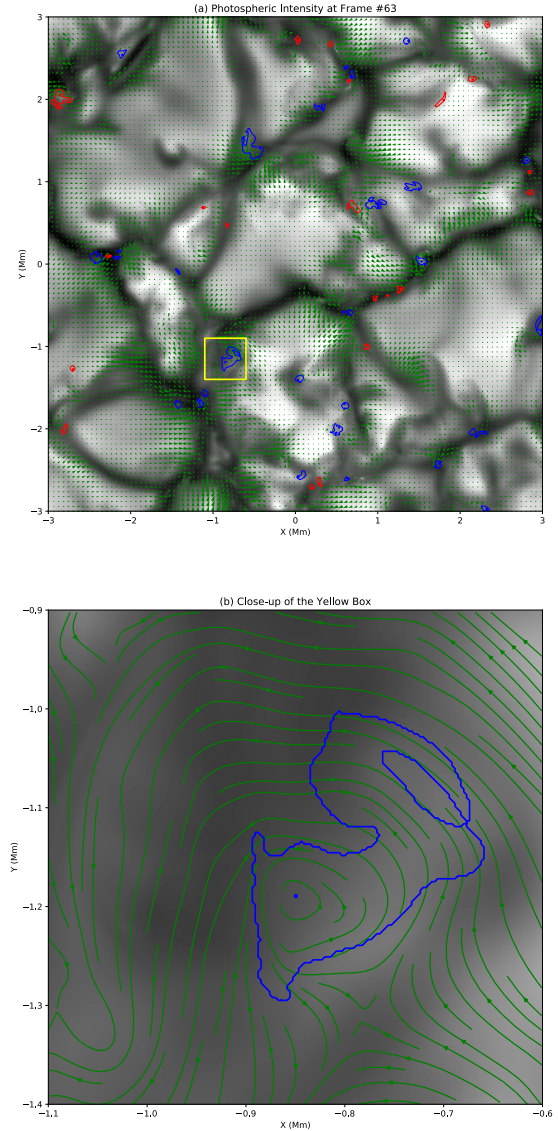 (a) Photospheric Intensity at Frame #63
3
2
1
0
−1
−2
−3
Y (Mm)
−3 −2 −1 0 1 2 3
X (Mm)
(b) Close-up of the Yellow Box
−0.9
−1.0
−1.1
−1.2
−1.3
−1.4
Y (Mm)
−1.1 −1.0 −0.9 −0.8 −0.7 −0.6
X (Mm)